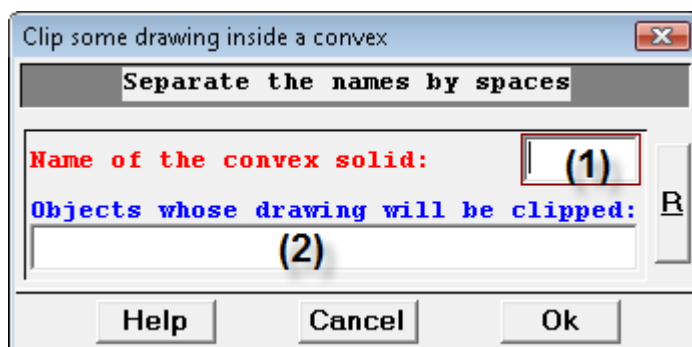 Clip some drawing inside a convex
Separate the names by spaces
Name of the convex solid: (1)
R
Objects whose drawing will be clipped:
(2)
Help Cancel Ok